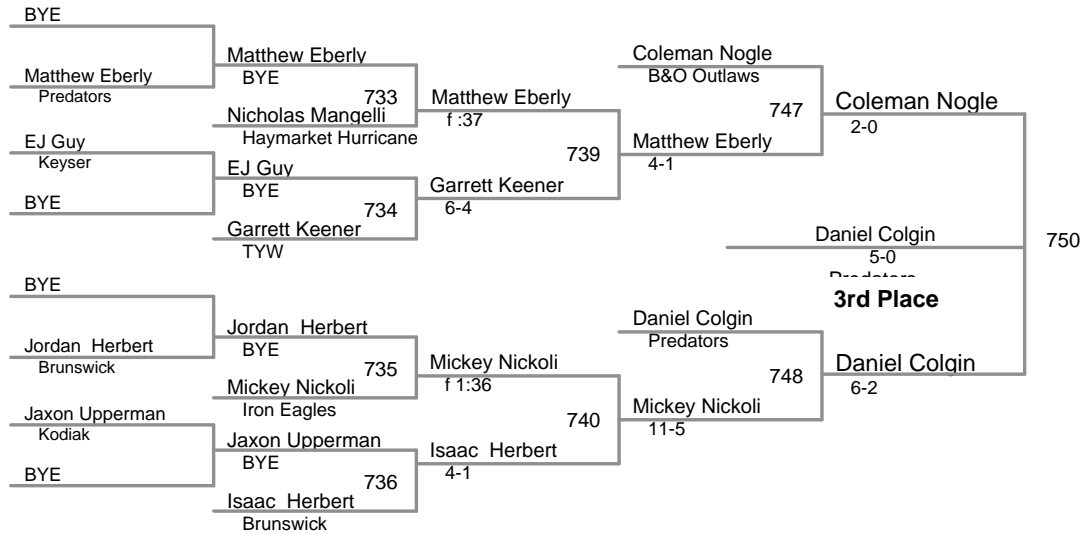 BYE
Matthew Eberly
Predators
EJ Guy
Keyser
BYE
BYE
Jordan  Herbert
Brunswick
Jaxon Upperman
Kodiak
BYE
Matthew Eberly
BYE
733
Nicholas Mangelli
Haymarket Hurricane
EJ Guy
BYE
734
Garrett Keener
TYW
Jordan  Herbert
BYE
735
Mickey Nickoli
Iron Eagles
Jaxon Upperman
BYE
736
Isaac  Herbert
Brunswick
Matthew Eberly
f :37
739
Garrett Keener
6-4
Mickey Nickoli
f 1:36
740
Isaac  Herbert
4-1
Coleman Nogle
B&O Outlaws
747
Matthew Eberly
4-1
Daniel Colgin
Predators
748
Mickey Nickoli
11-5
Coleman Nogle
2-0
Daniel Colgin
6-2
750
Daniel Colgin
5-0
Predators
3rd Place